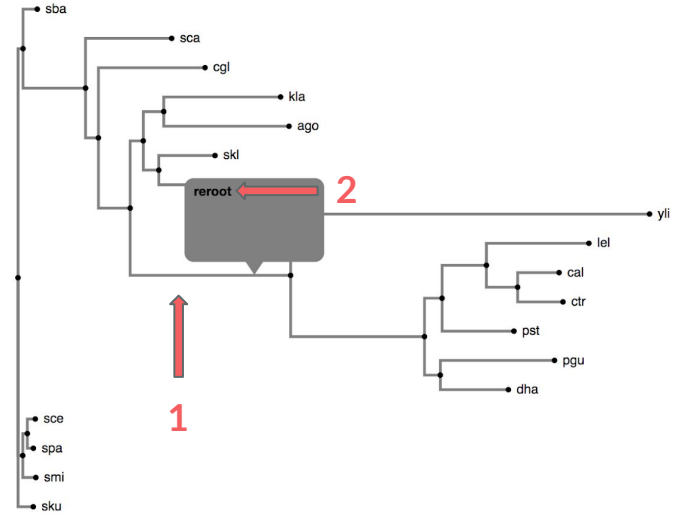 sba
sca
cgl
kla
ago
skl
reroot
2
yli
lel
cal
ctr
pst
pgu
dha
1
sce
spa
smi
sku